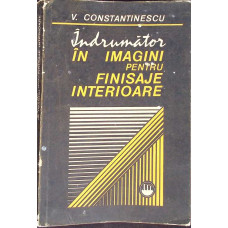 V. CONSTANTINESCU
Îndrumător
ÎN IMAGINI
PENTRU
FINISAJE
INTERIOARE